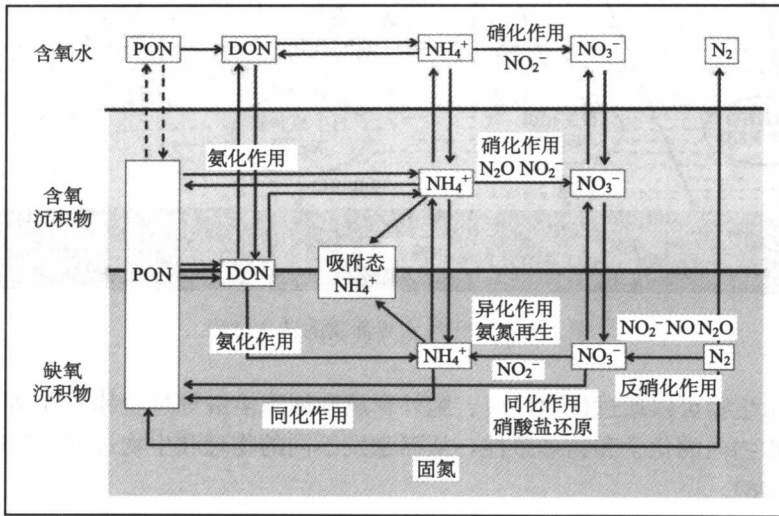 含氧水
PON
DON
NH₄⁺
硝化作用
NO₂⁻
NO₃⁻
N₂
含氧
沉积物
氨化作用
NH₄⁺
硝化作用
N₂O NO₂⁻
NO₃⁻
PON
DON
吸附态
NH₄⁺
缺氧
沉积物
氨化作用
NH₄⁺
异化作用
氨氮再生
NO₂⁻
NO₃⁻
NO₂⁻ NO N₂O
N₂
反硝化作用
同化作用
同化作用
硝酸盐还原
固氮